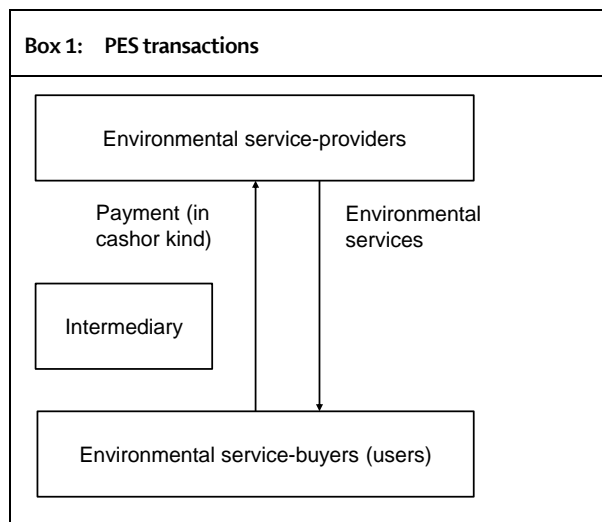 Box 1: PES transactions
Environmental service-providers
Payment (in
cashor kind)
Environmental
services
Intermediary
Environmental service-buyers (users)